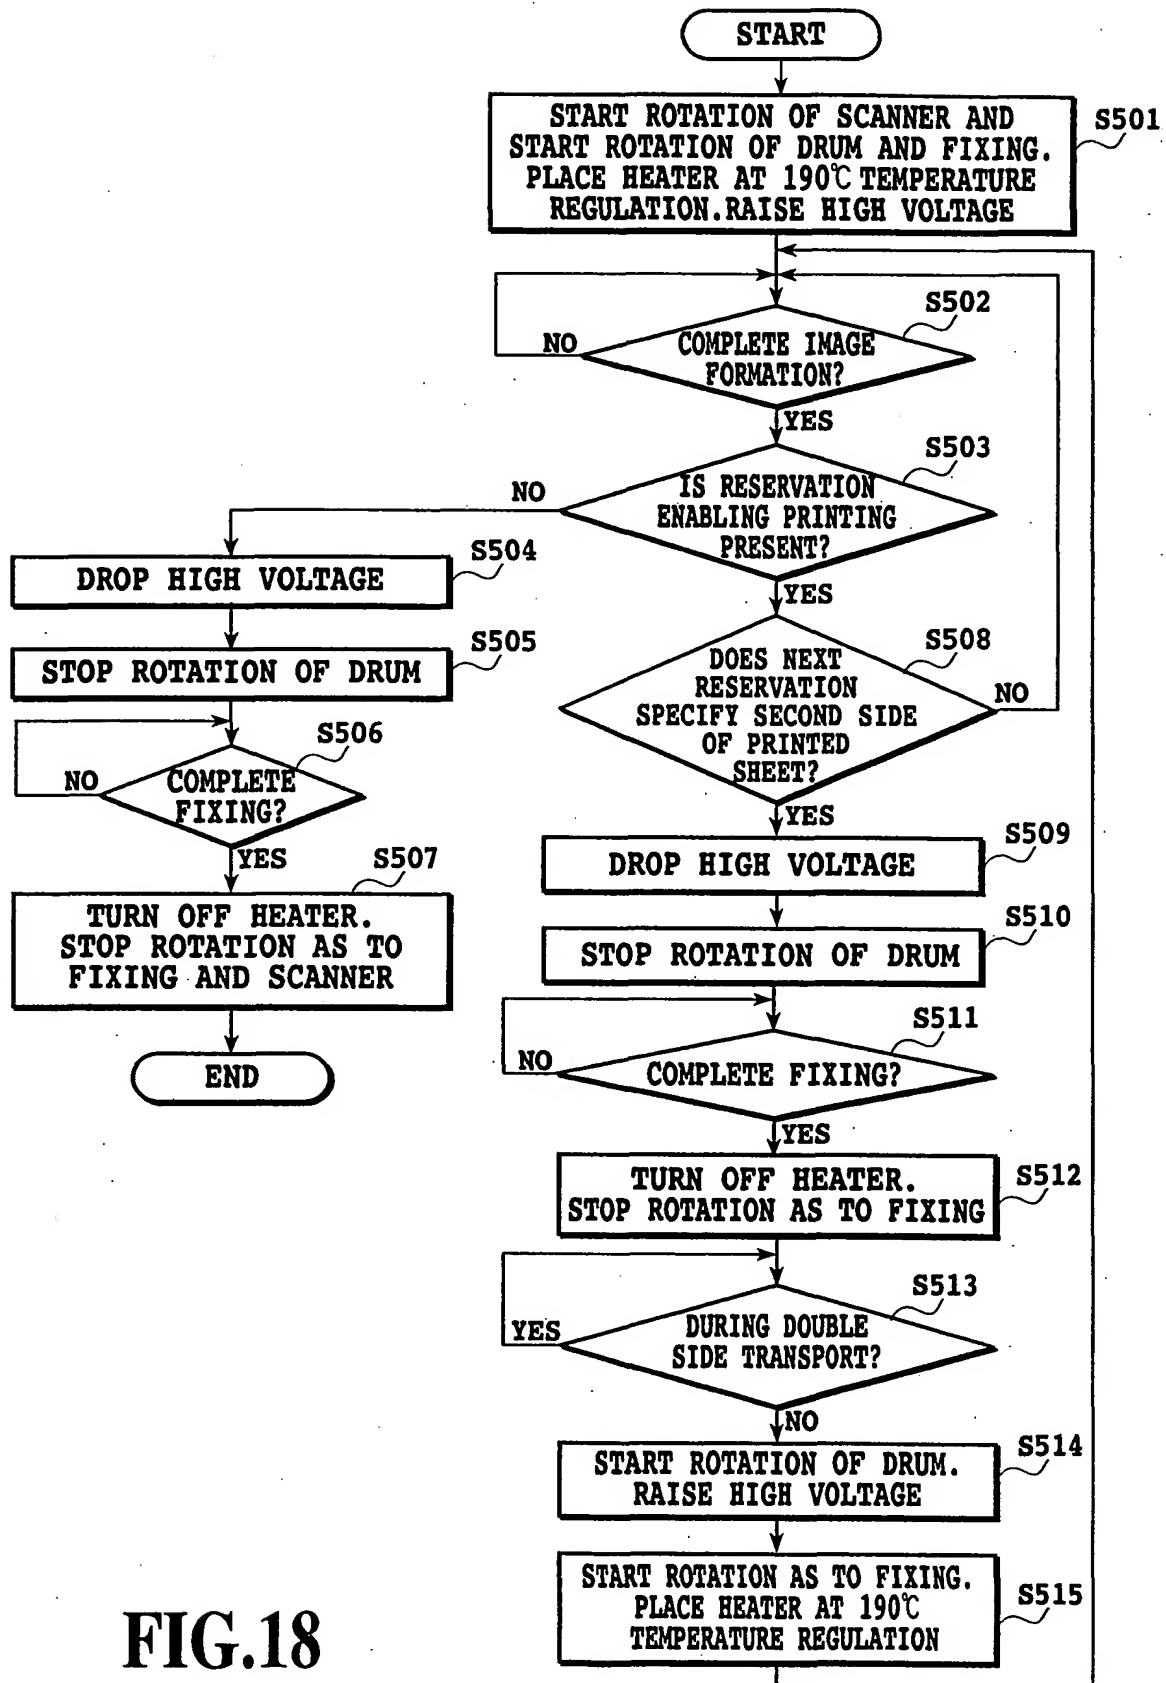 START
START ROTATION OF SCANNER AND
START ROTATION OF DRUM AND FIXING.
PLACE HEATER AT 190℃ TEMPERATURE
REGULATION.RAISE HIGH VOLTAGE
S501
S502
COMPLETE IMAGE
FORMATION?
NO
YES
S503
IS RESERVATION
ENABLING PRINTING
PRESENT?
NO
YES
S504
DROP HIGH VOLTAGE
S505
STOP ROTATION OF DRUM
S506
COMPLETE
FIXING?
NO
YES
S507
TURN OFF HEATER.
STOP ROTATION AS TO
FIXING AND SCANNER
END
S508
DOES NEXT
RESERVATION
SPECIFY SECOND SIDE
OF PRINTED
SHEET?
NO
YES
S509
DROP HIGH VOLTAGE
S510
STOP ROTATION OF DRUM
S511
COMPLETE FIXING?
NO
YES
S512
TURN OFF HEATER.
STOP ROTATION AS TO FIXING
S513
DURING DOUBLE
SIDE TRANSPORT?
YES
NO
S514
START ROTATION OF DRUM.
RAISE HIGH VOLTAGE
S515
START ROTATION AS TO FIXING.
PLACE HEATER AT 190℃
TEMPERATURE REGULATION
FIG.18